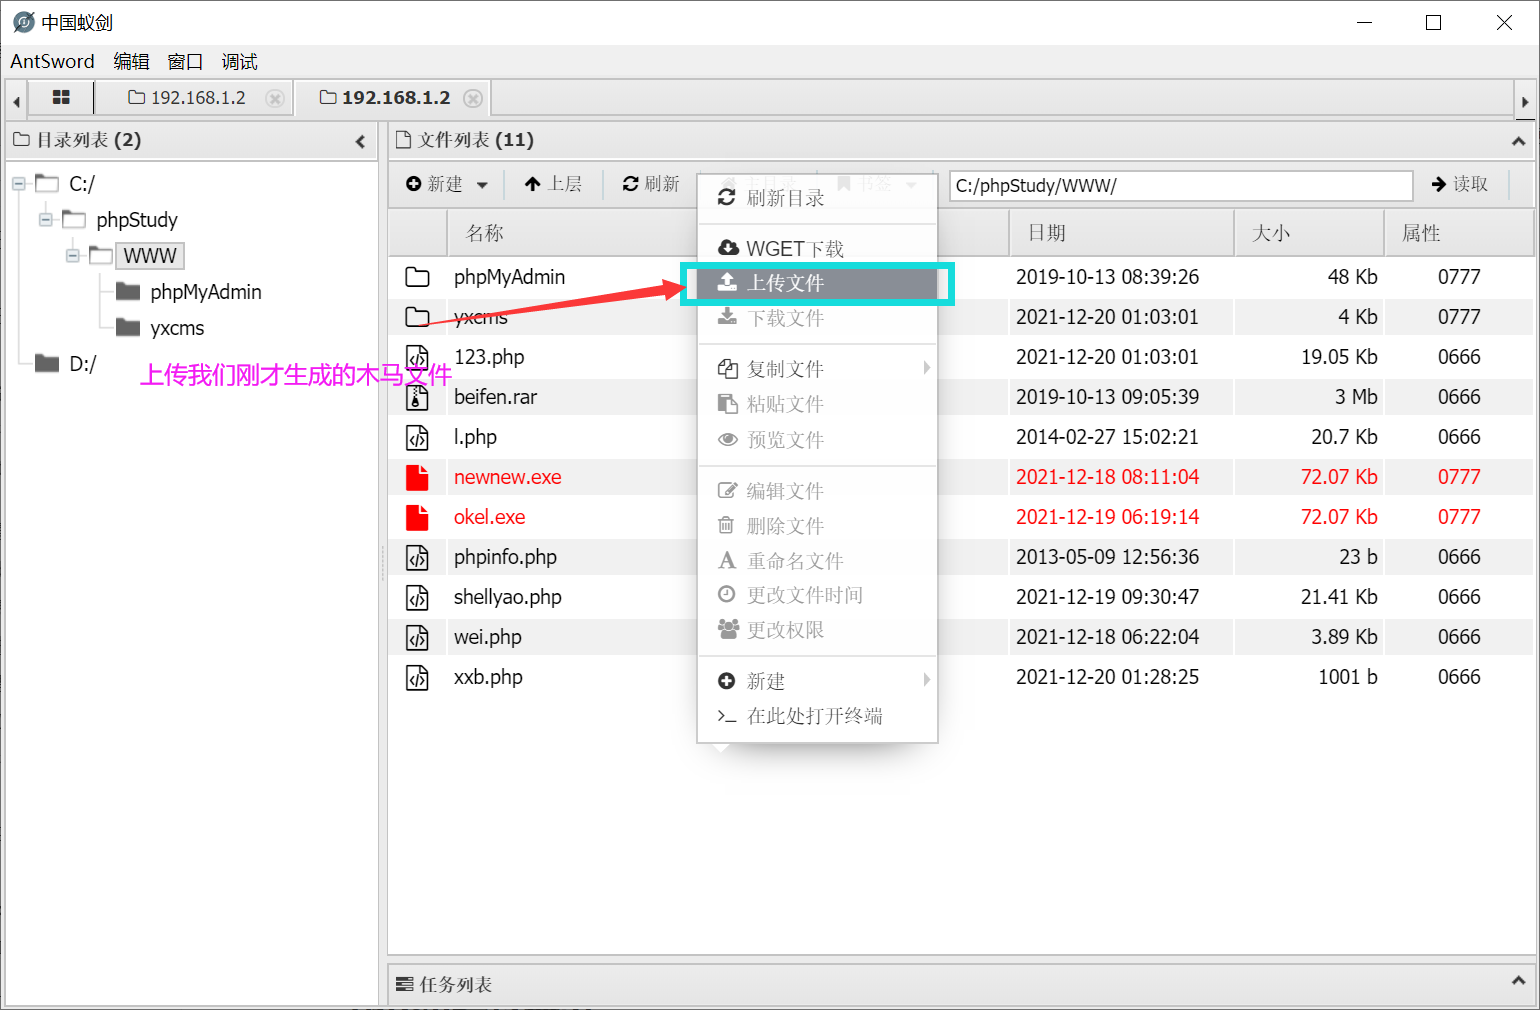 中国蚁剑
AntSword 编辑 窗口 调试
192.168.1.2 192.168.1.2
目录列表 (2)
文件列表 (11)
新建 上层 刷新 主目录 书签 C:/phpStudy/WWW/ 读取
名称 日期 大小 属性
C:/
phpStudy
WWW
phpMyAdmin
yxcms
D:/
上传我们刚才生成的木马文件
phpMyAdmin 2019-10-13 08:39:26 48 Kb 0777
yxcms 2021-12-20 01:03:01 4 Kb 0777
123.php 2021-12-20 01:03:01 19.05 Kb 0666
beifen.rar 2019-10-13 09:05:39 3 Mb 0666
l.php 2014-02-27 15:02:21 20.7 Kb 0666
newnew.exe 2021-12-18 08:11:04 72.07 Kb 0777
okel.exe 2021-12-19 06:19:14 72.07 Kb 0777
phpinfo.php 2013-05-09 12:56:36 23 b 0666
shellyao.php 2021-12-19 09:30:47 21.41 Kb 0666
wei.php 2021-12-18 06:22:04 3.89 Kb 0666
xxb.php 2021-12-20 01:28:25 1001 b 0666
刷新目录
WGET下载
上传文件
下载文件
复制文件
粘贴文件
预览文件
编辑文件
删除文件
重命名文件
更改文件时间
更改权限
新建
在此处打开终端
任务列表